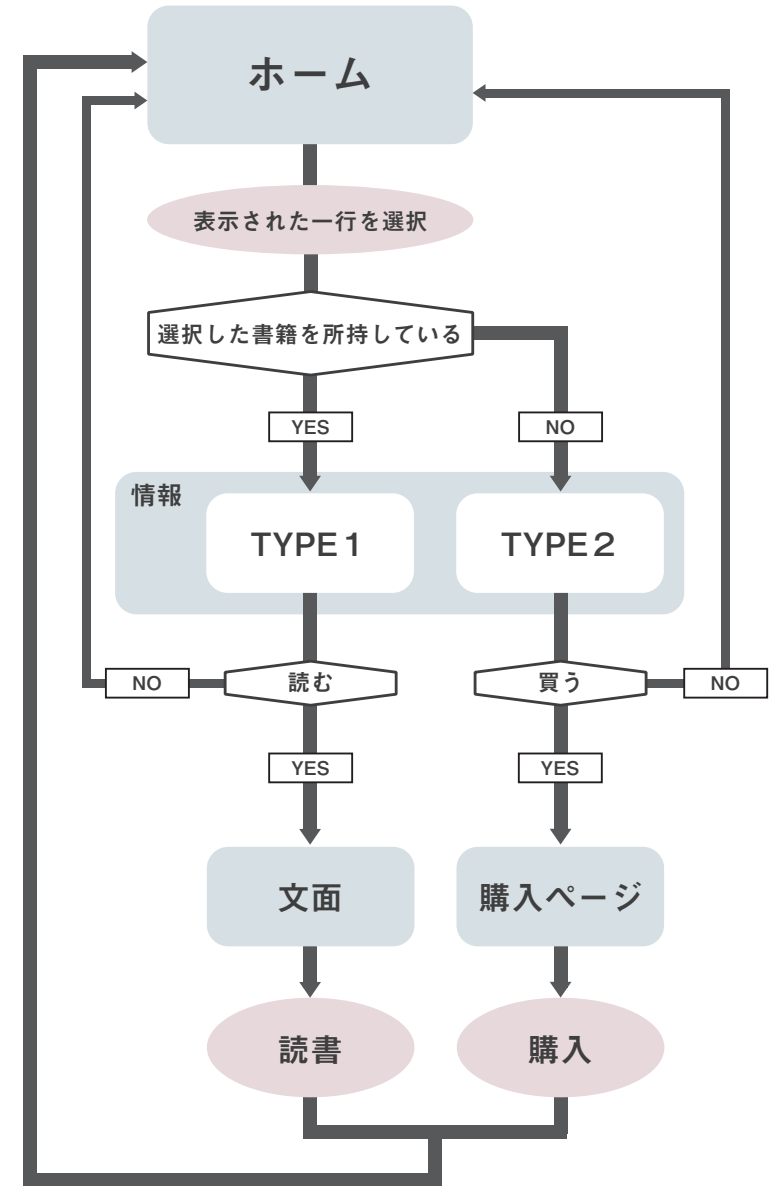 ホーム
表示された一行を選択
選択した書籍を所持している
YES
NO
情報
TYPE1
TYPE2
NO
読む
買う
NO
YES
YES
文面
購入ページ
読書
購入